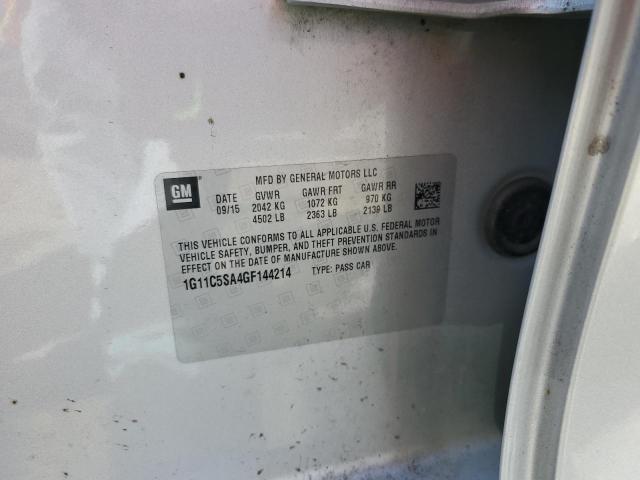 GM
MFD BY GENERAL MOTORS LLC
DATE GVWR GAWR FRT GAWR RR
09/15 2042 KG 1072 KG 970 KG
4502 LB 2363 LB 2139 LB
THIS VEHICLE CONFORMS TO ALL APPLICABLE U.S. FEDERAL MOTOR
VEHICLE SAFETY, BUMPER, AND THEFT PREVENTION STANDARDS IN
EFFECT ON THE DATE OF MANUFACTURE SHOWN ABOVE.
1G11C5SA4GF144214 TYPE: PASS CAR